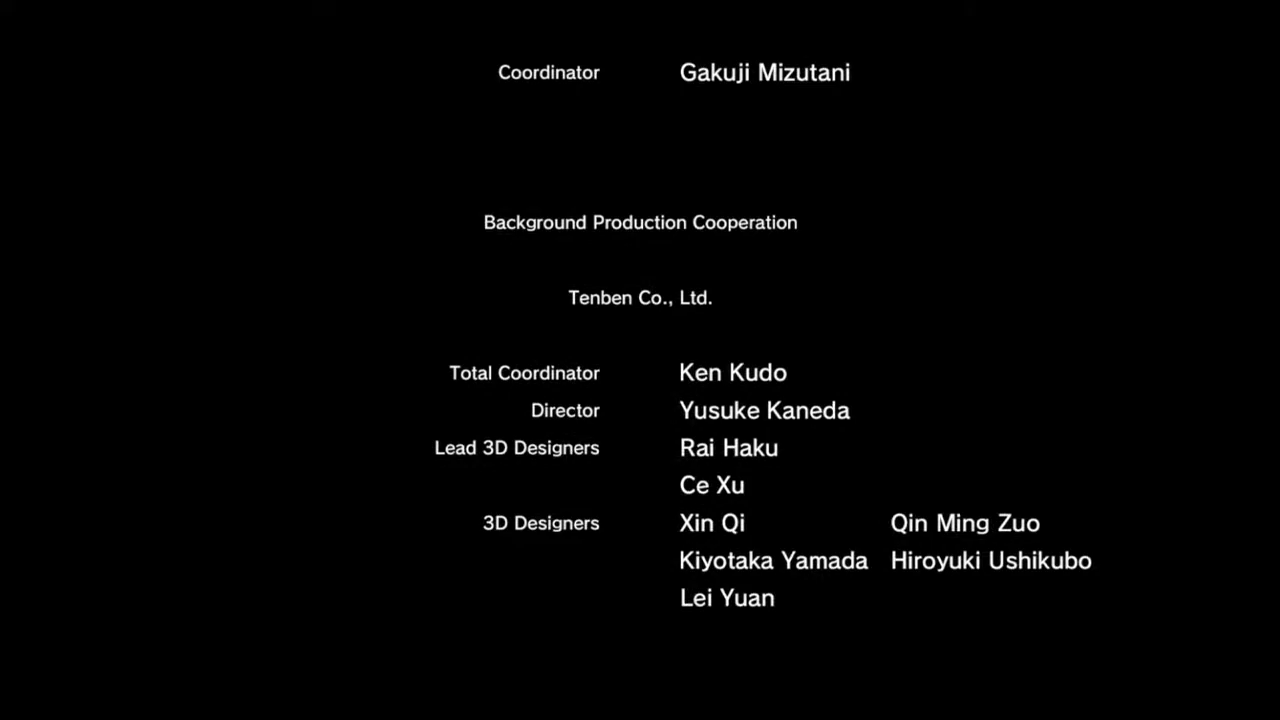 Coordinator Gakuji Mizutani
Background Production Cooperation
Tenben Co., Ltd.
Total Coordinator Ken Kudo
Director Yusuke Kaneda
Lead 3D Designers Rai Haku
Ce Xu
3D Designers Xin Qi Qin Ming Zuo
Kiyotaka Yamada Hiroyuki Ushikubo
Lei Yuan